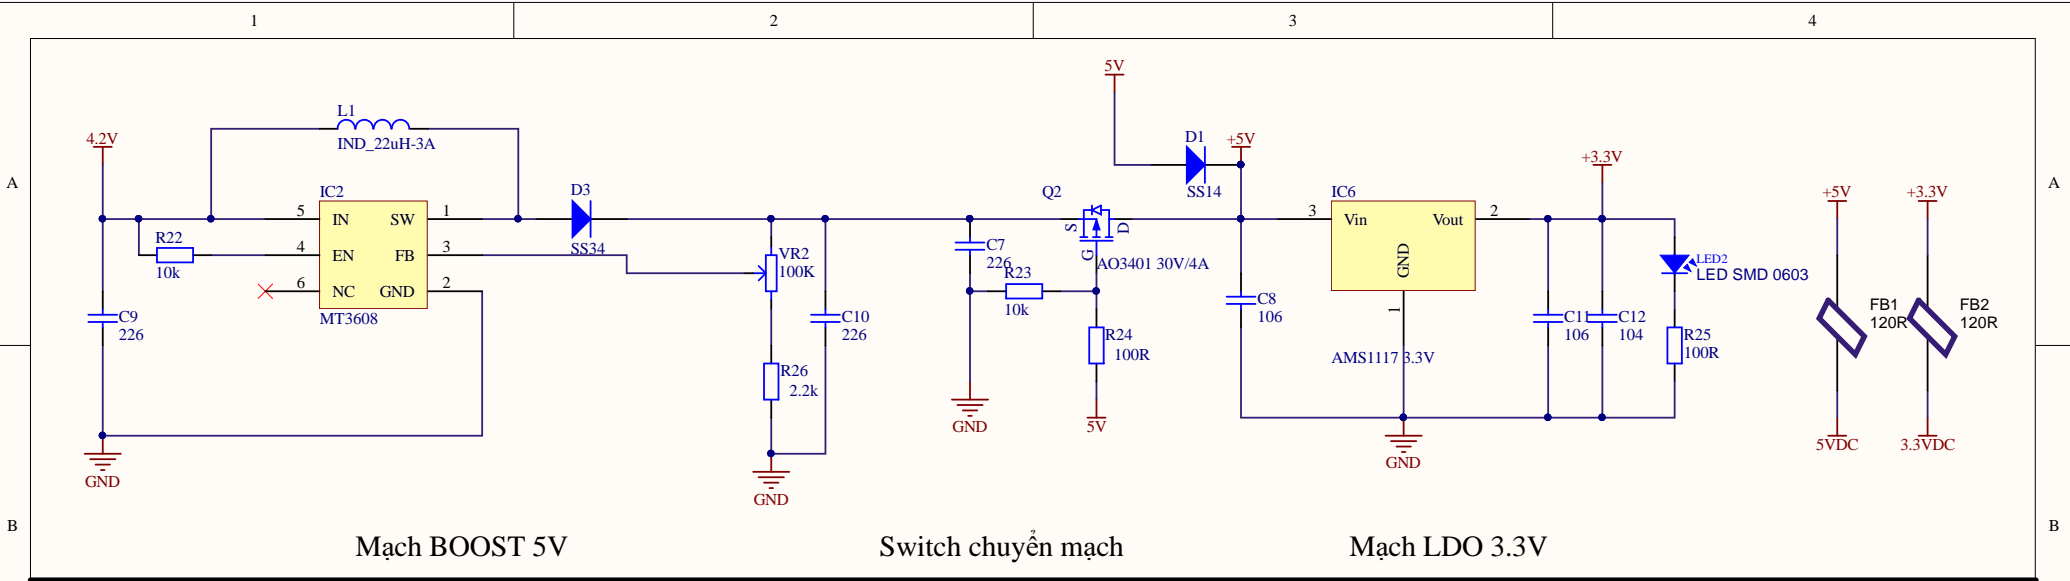 1 2 3 4
5V
L1
IND_22uH-3A
4.2V
D1
+5V
SS14
+3.3V
A
A
IC2
D3
Q2
IC6
+5V
+3.3V
5 IN SW 1
S D
3 Vin Vout 2
R22
10k
4 EN FB 3
SS34
VR2
100K
C7
226
G
AO3401 30V/4A
GND
LED2
LED SMD 0603
6 NC GND 2
R23
10k
MT3608
C9
226
C10
226
C8
106
1
C11
106
C12
104
FB1
120R
FB2
120R
R24
100R
R25
100R
AMS1117 3.3V
R26
2.2k
GND
5V
GND
5VDC
3.3VDC
GND
GND
B
B
Mạch BOOST 5V
Switch chuyển mạch
Mạch LDO 3.3V